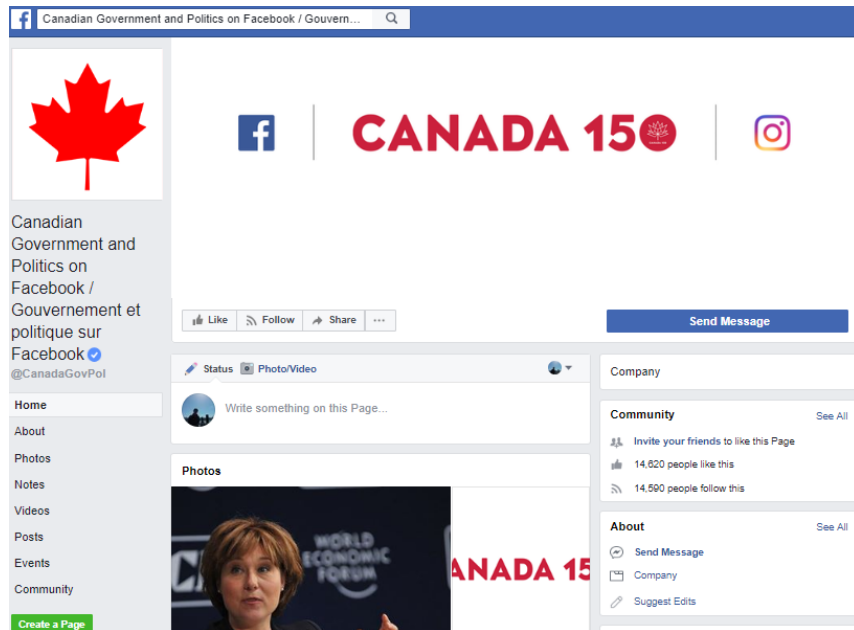 Canadian Government and Politics on Facebook / Gouvern...
CANADA 150
Canadian
Government and
Politics on
Facebook /
Gouvernement et
politique sur
Facebook
@CanadaGovPol
Home
About
Photos
Notes
Videos
Posts
Events
Community
Create a Page
Like
Follow
Share
Send Message
Status
Photo/Video
Write something on this Page...
Photos
WORLD
ECONOMIC
FORUM
ANADA 15
Company
Community
See All
Invite your friends to like this Page
14,620 people like this
14,590 people follow this
About
See All
Send Message
Company
Suggest Edits